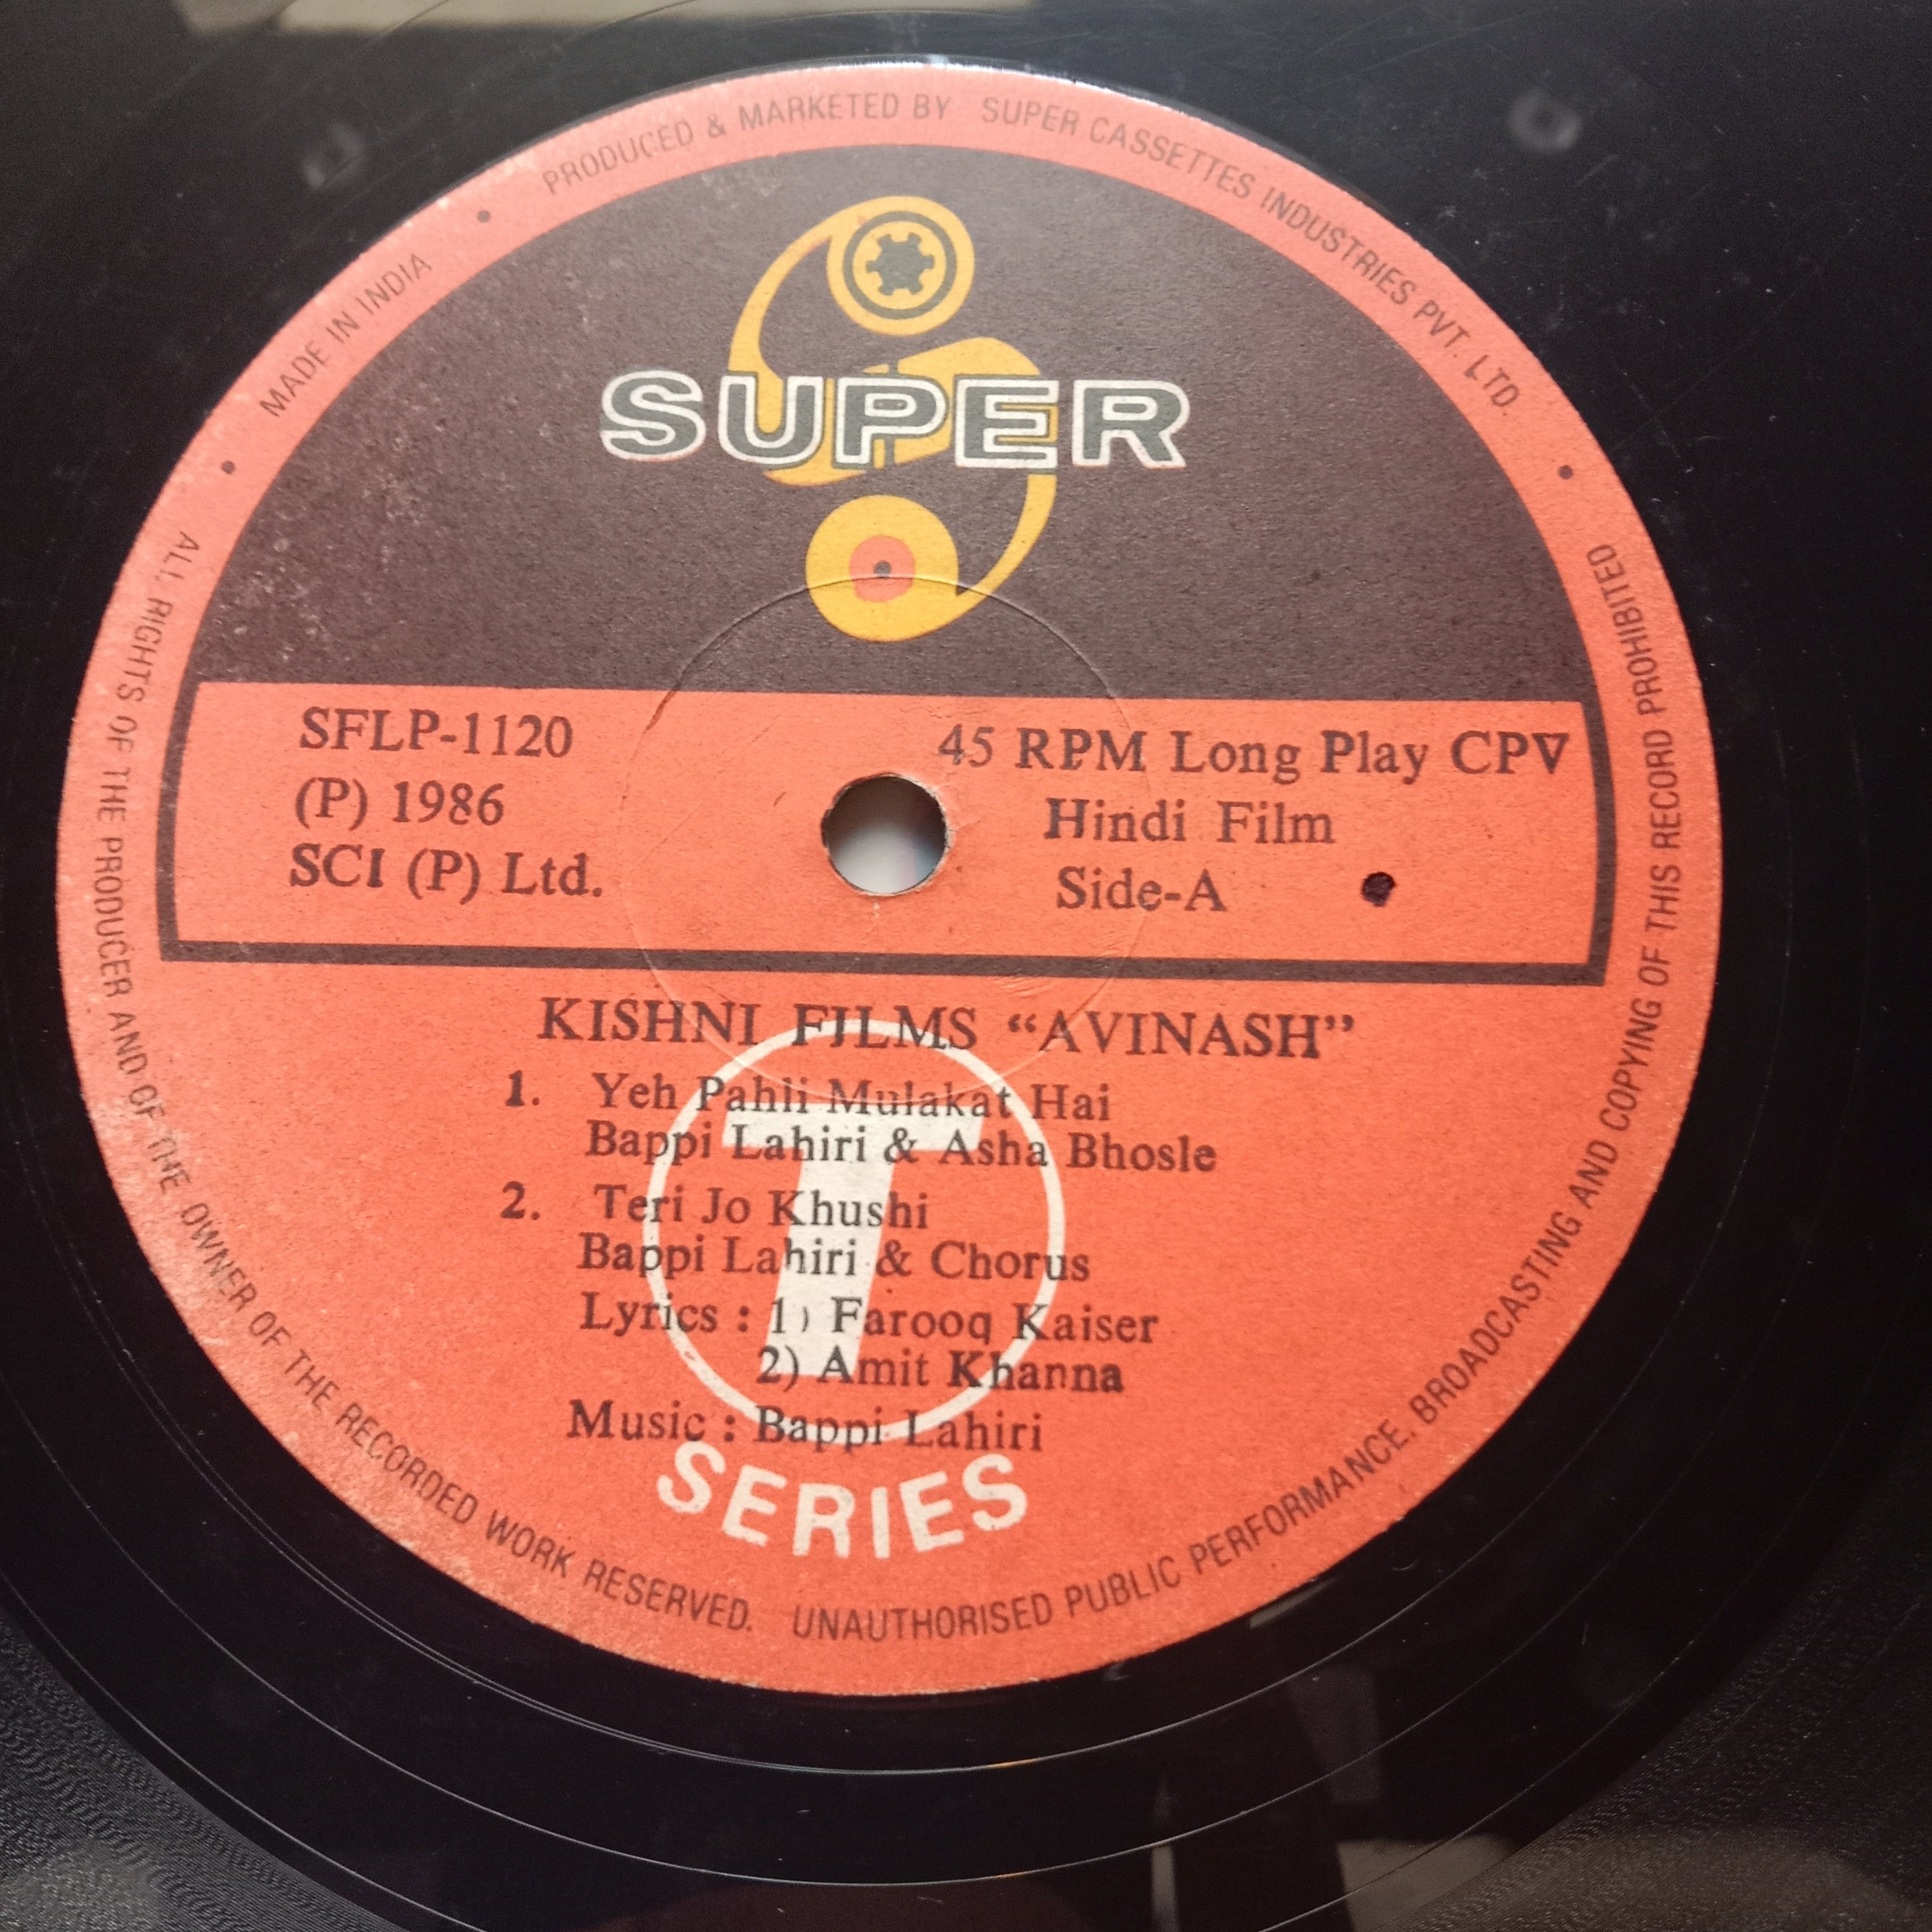 MADE IN INDIA • PRODUCED & MARKETED BY SUPER CASSETTES INDUSTRIES PVT. LTD. •
SUPER
SFLP-1120
(P) 1986
SCI (P) Ltd.
45 RPM Long Play CPV
Hindi Film
Side-A
KISHNI FILMS “AVINASH”
1. Yeh Pahli Mulakat Hai
Bappi Lahiri & Asha Bhosle
2. Teri Jo Khushi
Bappi Lahiri & Chorus
Lyrics : 1) Farooq Kaiser
2) Amit Khanna
Music : Bappi Lahiri
T
SERIES
• ALL RIGHTS OF THE PRODUCER AND OF THE OWNER OF THE RECORDED WORK RESERVED. UNAUTHORISED PUBLIC PERFORMANCE. BROADCASTING AND COPYING OF THIS RECORD PROHIBITED